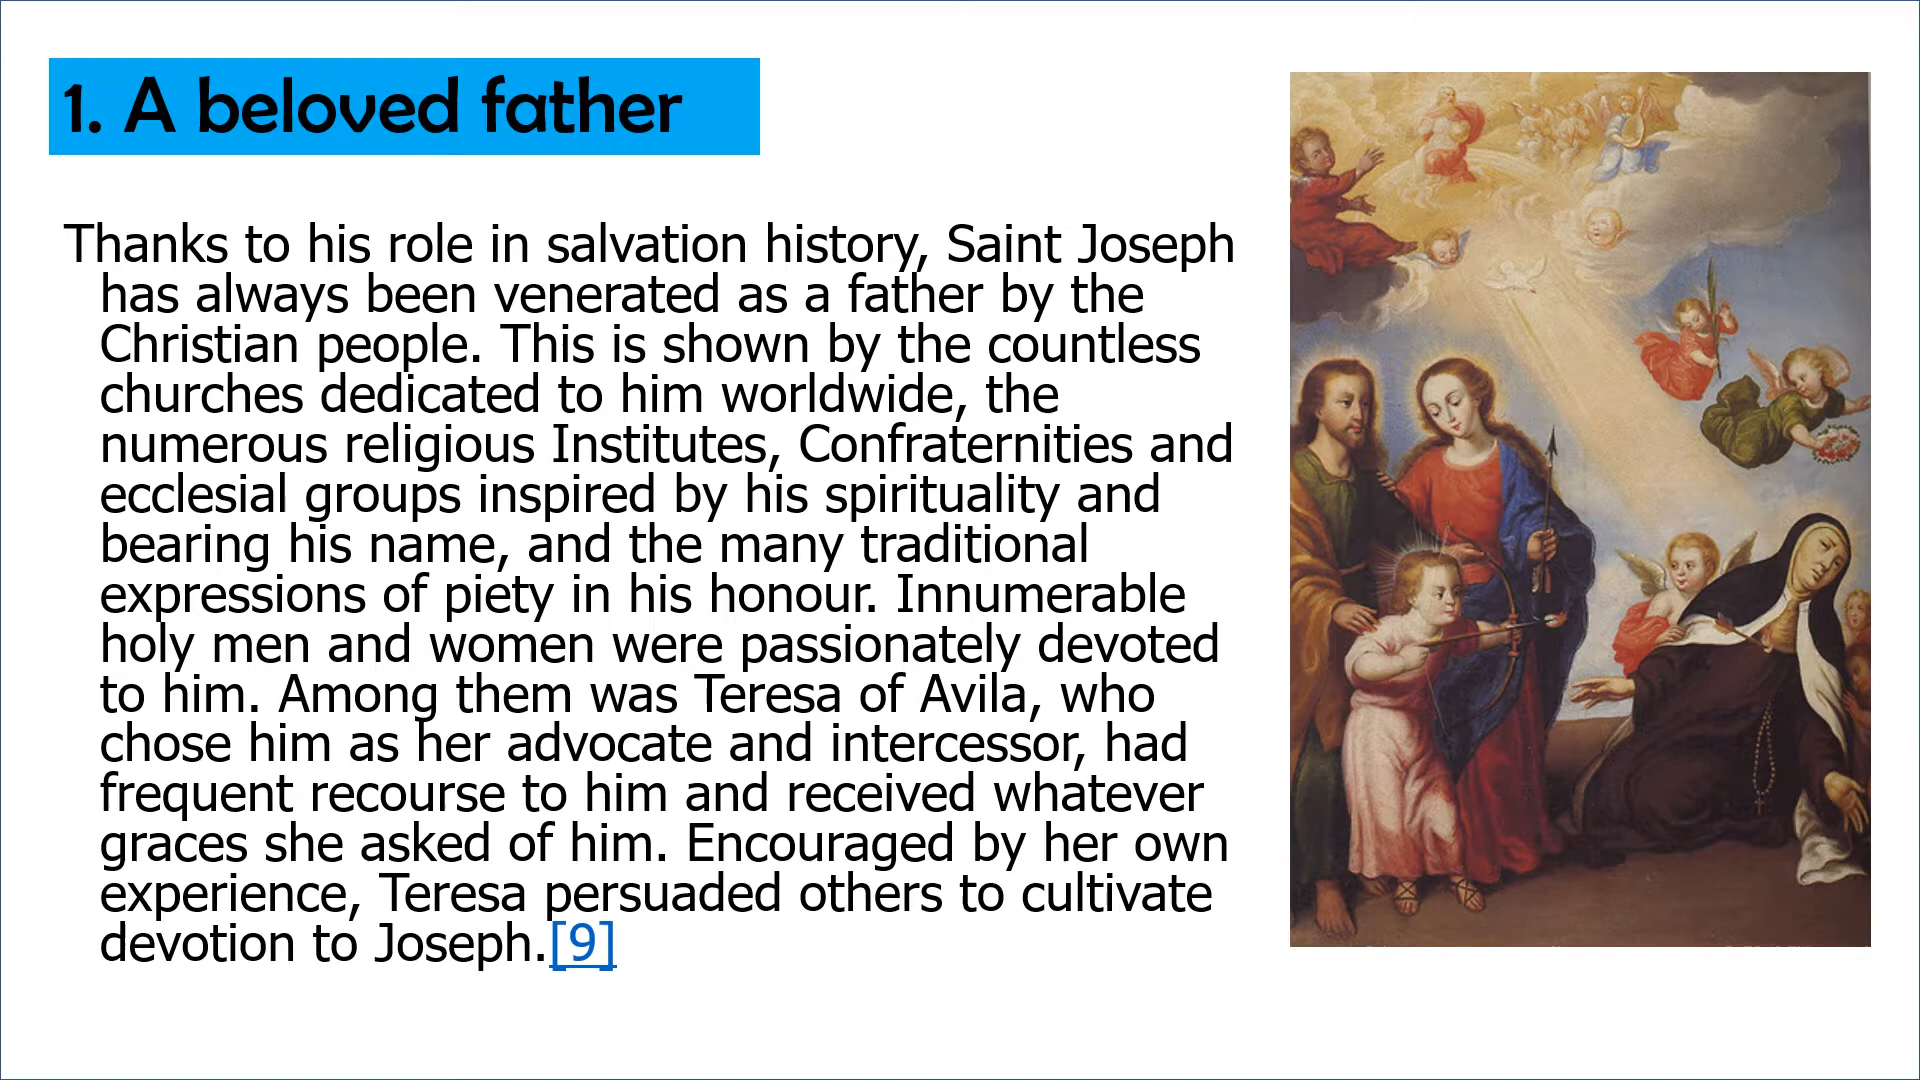 1. A beloved father
Thanks to his role in salvation history, Saint Joseph
has always been venerated as a father by the
Christian people. This is shown by the countless
churches dedicated to him worldwide, the
numerous religious Institutes, Confraternities and
ecclesial groups inspired by his spirituality and
bearing his name, and the many traditional
expressions of piety in his honour. Innumerable
holy men and women were passionately devoted
to him. Among them was Teresa of Avila, who
chose him as her advocate and intercessor, had
frequent recourse to him and received whatever
graces she asked of him. Encouraged by her own
experience, Teresa persuaded others to cultivate
devotion to Joseph.[9]